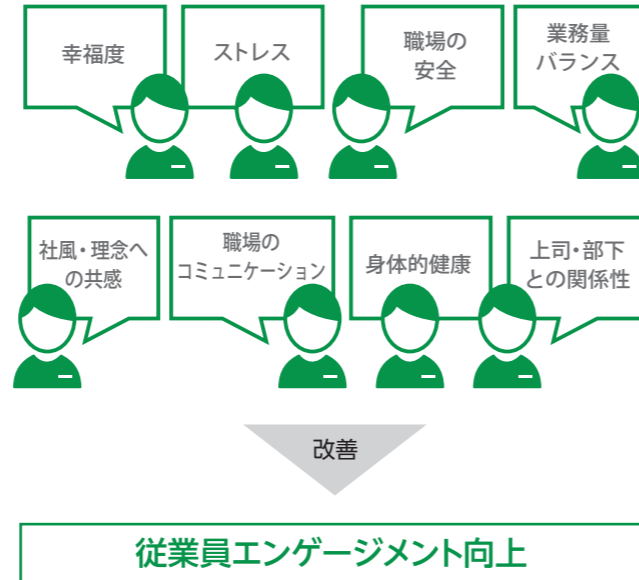 幸福度
ストレス
職場の
安全
業務量
バランス
社風・理念へ
の共感
職場の
コミュニケーション
身体的健康
上司・部下
との関係性
改善
従業員エンゲージメント向上